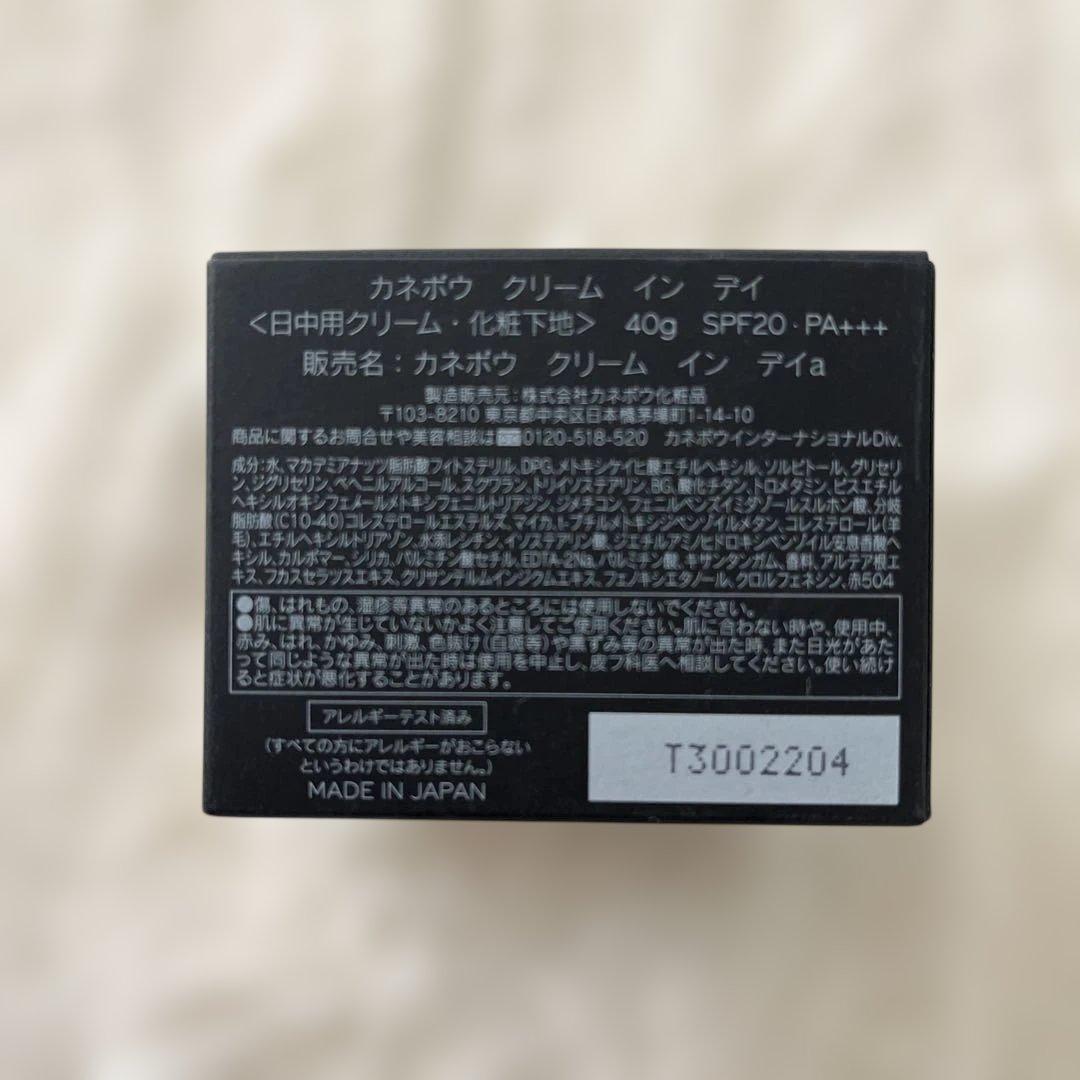 カネボウ クリーム イン デイ
<日中用クリーム・化粧下地> 40g SPF20・PA+++
販売名：カネボウ クリーム イン デイa
製造販売元：株式会社カネボウ化粧品
〒103-8210 東京都中央区日本橋茅場町1-14-10
商品に関するお問合せや美容相談は 0120-518-520 カネボウインターナショナルDiv.
成分：水、マカデミアナッツ脂肪酸フィトステリル、DPG、メトキシケイヒ酸エチルヘキシル、ソルビトール、グリセリ
ン、ジグリセリン、ベヘニルアルコール、スクワラン、トリイソステアリン、BG、酸化チタン、トロメタミン、ビスエチル
ヘキシルオキシフェノールメトキシフェニルトリアジン、ジメチコン、フェニルベンズイミダゾールスルホン酸、分岐
脂肪酸(C10-40)コレステロールエステルズ、マイカ、t-ブチルメトキシジベンゾイルメタン、コレステロール(羊
毛)、エチルヘキシルトリアゾン、水添レシチン、イソステアリン酸、ジエチルアミノヒドロキシベンゾイル安息香酸ヘ
キシル、カルボマー、シリカ、パルミチン酸セチル、EDTA-2Na、パルミチン酸、キサンタンガム、香料、アルテア根エ
キス、フカスセラツスエキス、クリサンテルムインジクムエキス、フェノキシエタノール、クロルフェネシン、赤504
●傷、はれもの、湿疹等異常のあるところには使用しないでください。
●肌に異常が生じていないかよく注意してご使用ください。肌に合わない時や、使用中、
赤み、はれ、かゆみ、刺激、色抜け(白斑等)や黒ずみ等の異常が出た時、また日光があた
って同じような異常が出た時は使用を中止し、皮フ科医へ相談してください。使い続け
ると症状が悪化することがあります。
アレルギーテスト済み
(すべての方にアレルギーがおこらない
というわけではありません。)
MADE IN JAPAN
T3002204